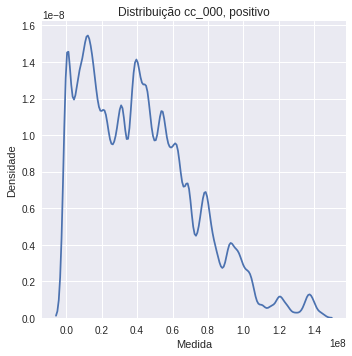 Distribuição cc_000, positivo
1e−8
1.6
1.4
1.2
1.0
0.8
0.6
0.4
0.2
0.0
Densidade
0.0 0.2 0.4 0.6 0.8 1.0 1.2 1.4
Medida
1e8